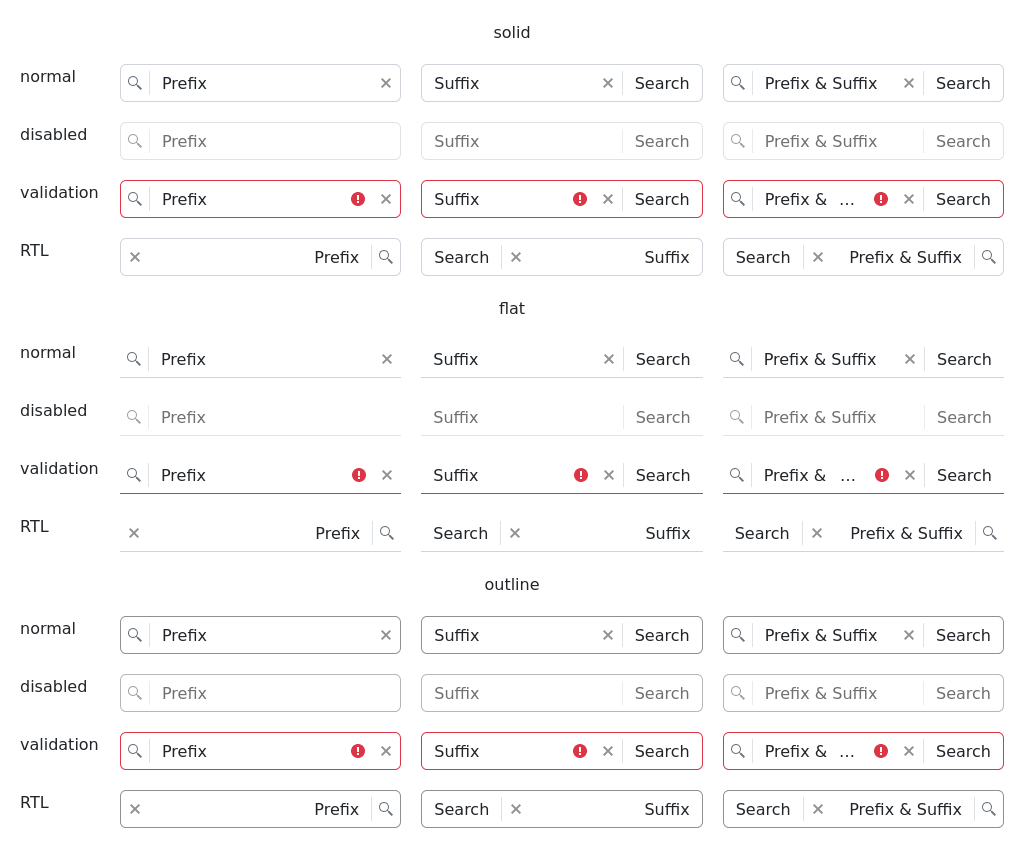 solid
normal Prefix Suffix Search Prefix & Suffix Search
disabled Prefix Suffix Search Prefix & Suffix Search
validation Prefix Suffix Search Prefix & ... Search
RTL Prefix Search Suffix Search Prefix & Suffix
flat
normal Prefix Suffix Search Prefix & Suffix Search
disabled Prefix Suffix Search Prefix & Suffix Search
validation Prefix Suffix Search Prefix & ... Search
RTL Prefix Search Suffix Search Prefix & Suffix
outline
normal Prefix Suffix Search Prefix & Suffix Search
disabled Prefix Suffix Search Prefix & Suffix Search
validation Prefix Suffix Search Prefix & ... Search
RTL Prefix Search Suffix Search Prefix & Suffix